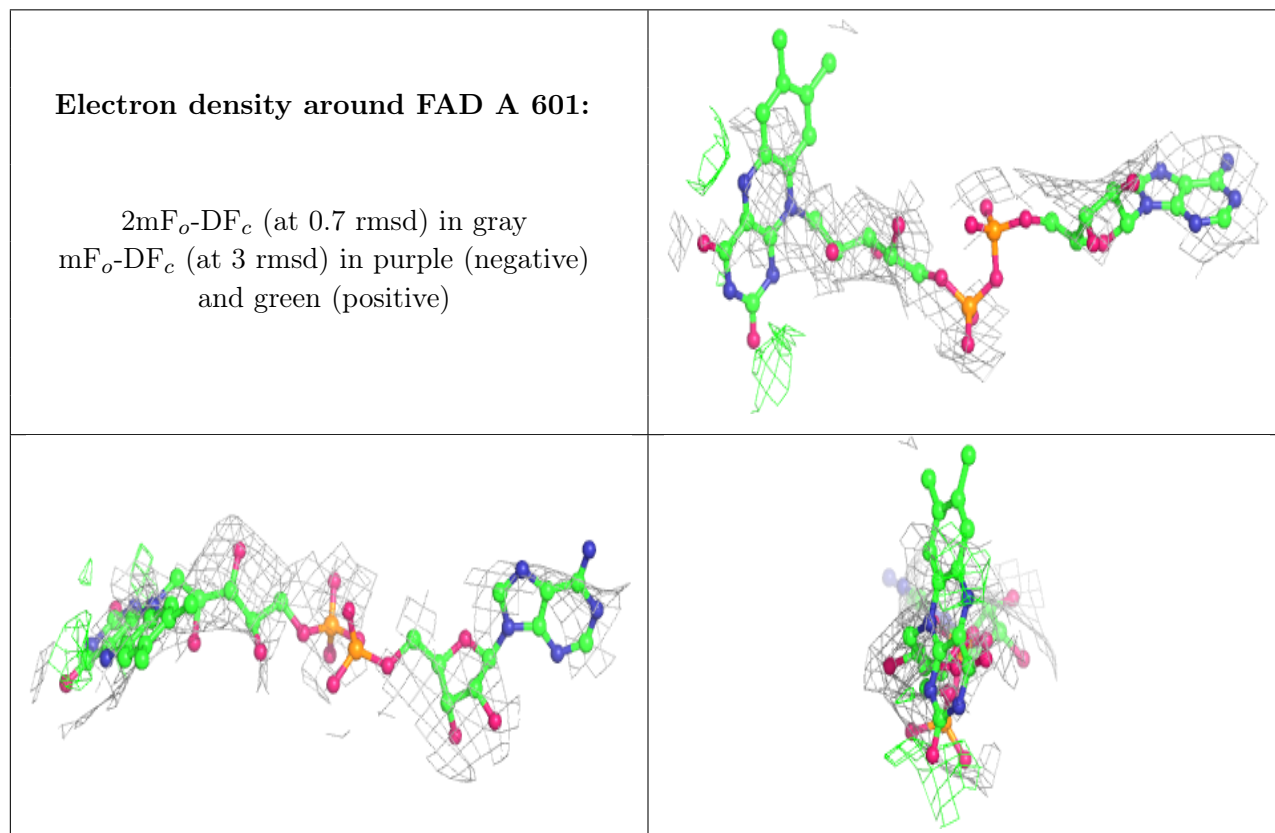 Electron density around FAD A 601:
2mFo-DFc (at 0.7 rmsd) in gray
mFo-DFc (at 3 rmsd) in purple (negative)
and green (positive)